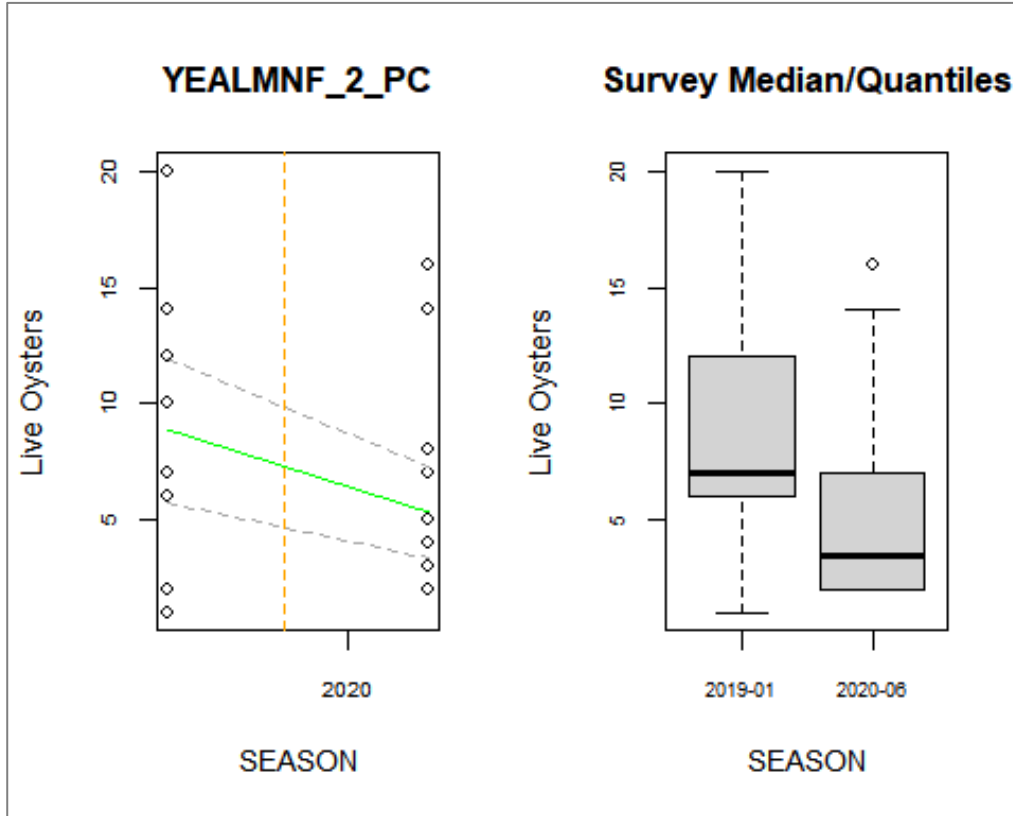 YEALMNF_2_PC
Live Oysters
20
15
10
5
2020
SEASON
Survey Median/Quantiles
Live Oysters
20
15
10
5
2019-01 2020-06
SEASON